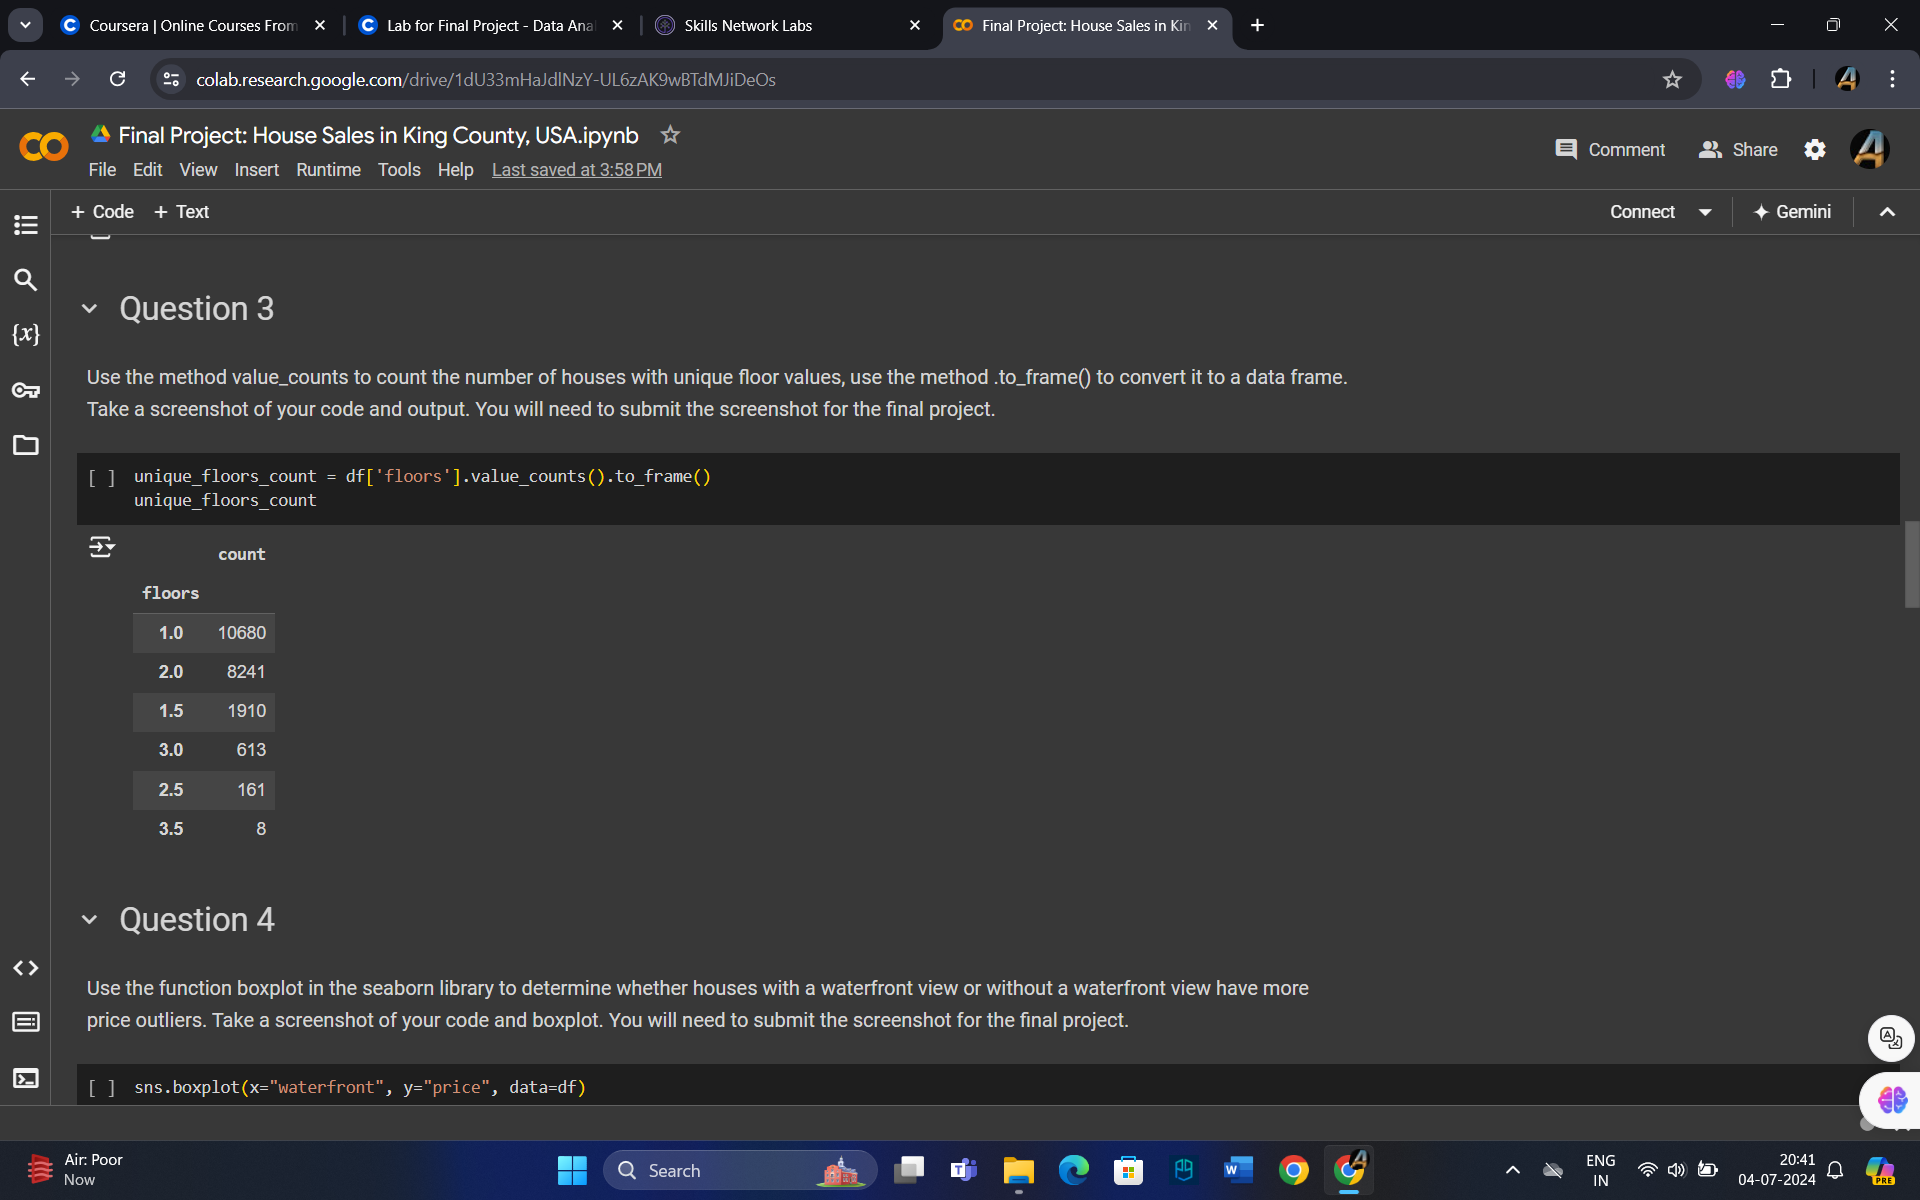 Coursera | Online Courses From
Lab for Final Project - Data Ana
Skills Network Labs
Final Project: House Sales in Kin
colab.research.google.com/drive/1dU33mHaJdlNzY-UL6zAK9wBTdMJiDeOs
Final Project: House Sales in King County, USA.ipynb
Comment
Share
File Edit View Insert Runtime Tools Help Last saved at 3:58 PM
+ Code + Text
Connect
Gemini
Question 3
{x}
Use the method value_counts to count the number of houses with unique floor values, use the method .to_frame() to convert it to a data frame.
Take a screenshot of your code and output. You will need to submit the screenshot for the final project.
[ ] unique_floors_count = df['floors'].value_counts().to_frame()
unique_floors_count
count
floors
1.0 10680
2.0 8241
1.5 1910
3.0 613
2.5 161
3.5 8
Question 4
Use the function boxplot in the seaborn library to determine whether houses with a waterfront view or without a waterfront view have more
price outliers. Take a screenshot of your code and boxplot. You will need to submit the screenshot for the final project.
[ ] sns.boxplot(x="waterfront", y="price", data=df)
Air: Poor
Now
Search
ENG
IN
20:41
04-07-2024
PRE